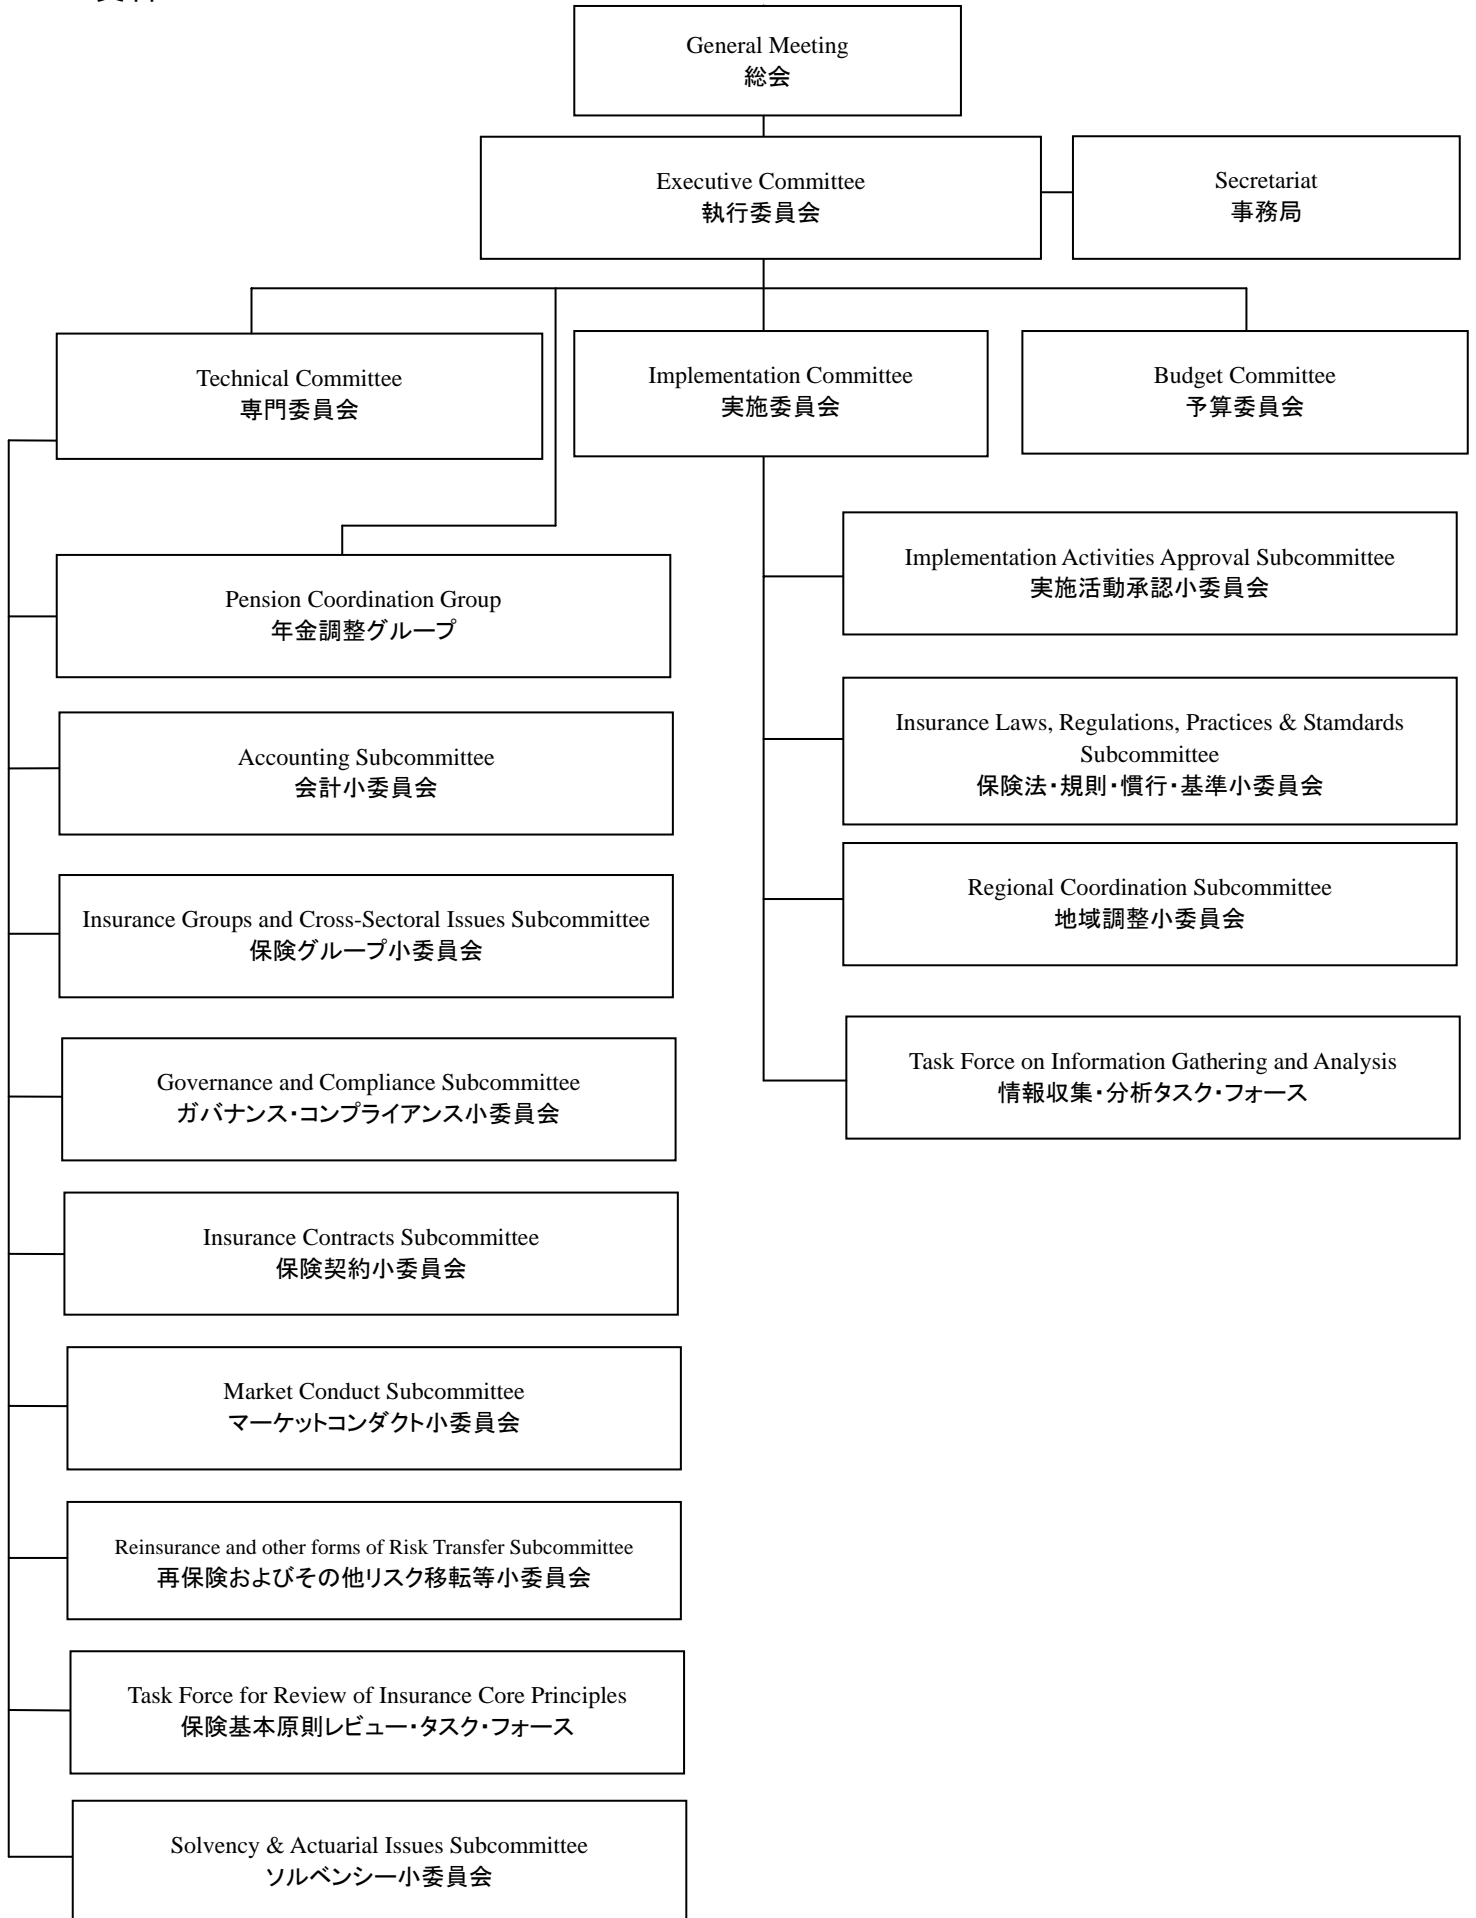 General Meeting
総会
Executive Committee
執行委員会
Secretariat
事務局
Technical Committee
専門委員会
Implementation Committee
実施委員会
Budget Committee
予算委員会
Pension Coordination Group
年金調整グループ
Accounting Subcommittee
会計小委員会
Insurance Groups and Cross-Sectoral Issues Subcommittee
保険グループ小委員会
Governance and Compliance Subcommittee
ガバナンス・コンプライアンス小委員会
Insurance Contracts Subcommittee
保険契約小委員会
Market Conduct Subcommittee
マーケットコンダクト小委員会
Reinsurance and other forms of Risk Transfer Subcommittee
再保険およびその他リスク移転等小委員会
Task Force for Review of Insurance Core Principles
保険基本原則レビュー・タスク・フォース
Solvency & Actuarial Issues Subcommittee
ソルベンシー小委員会
Implementation Activities Approval Subcommittee
実施活動承認小委員会
Insurance Laws, Regulations, Practices & Stamdards
Subcommittee
保険法・規則・慣行・基準小委員会
Regional Coordination Subcommittee
地域調整小委員会
Task Force on Information Gathering and Analysis
情報収集・分析タスク・フォース